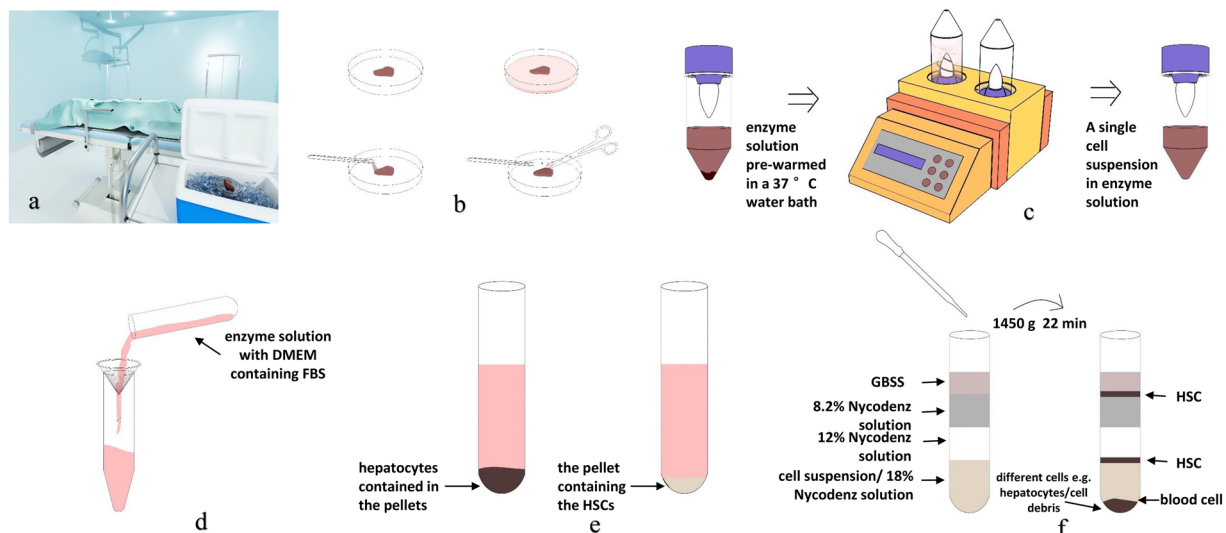 a
b
enzyme
solution
pre-warmed
in a 37 ° C
water bath
c
A single
cell
suspension
in enzyme
solution
enzyme solution
with DMEM
containing FBS
d
hepatocytes
contained in
the pellets
the pellet
containing
the HSCs
e
1450 g 22 min
GBSS
8.2% Nycodenz
solution
12% Nycodenz
solution
cell suspension/ 18%
Nycodenz solution
HSC
HSC
different cells e.g.
hepatocytes/cell
debris
blood cell
f